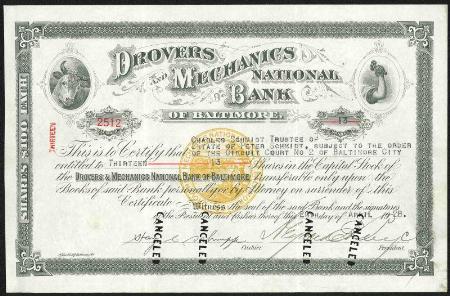 DROVERS
AND MECHANICS
NATIONAL
BANK
OF BALTIMORE.
SHARES $100 EACH
THIRTEEN
2512
13
CHARLES SCHMIDT TRUSTEE OF
ESTATE OF PETER SCHMIDT, SUBJECT TO THE ORDER
This is to Certify that OF THE CIRCUIT COURT NO 2 OF BALTIMORE CITY
entitled to THIRTEEN 13 Shares in the Capital Stock of
the DROVERS & MECHANICS NATIONAL BANK OF BALTIMORE, transferable only upon the
Books of said Bank personally or by Attorney on surrender of this
Certificate
Witness the seal of the said Bank and the signatures
of the President and Cashier thereof this day of APRIL
Cashier
President
CANCELED
CANCELED
CANCELED
CANCELED